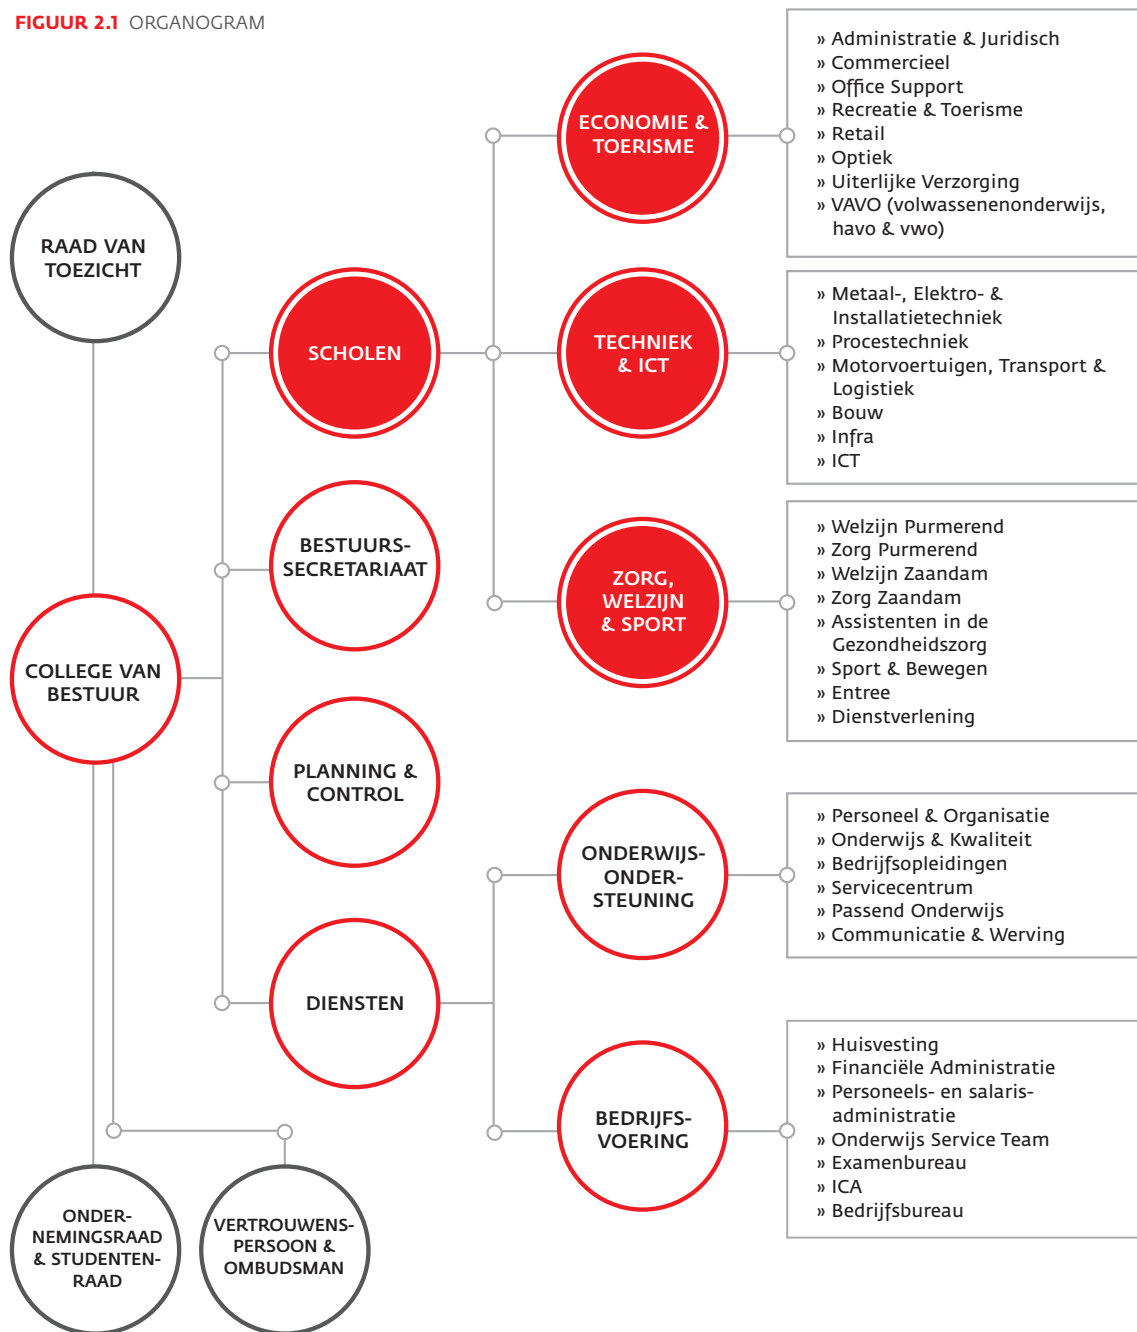 FIGUUR 2.1 ORGANOGRAM
RAAD VAN
TOEZICHT
COLLEGE VAN
BESTUUR
ONDER-
NEMINGSRAAD
& STUDENTEN-
RAAD
VERTROUWENS-
PERSOON &
OMBUDSMAN
SCHOLEN
BESTUURS-
SECRETARIAAT
PLANNING &
CONTROL
DIENSTEN
ECONOMIE &
TOERISME
» Administratie & Juridisch
» Commercieel
» Office Support
» Recreatie & Toerisme
» Retail
» Optiek
» Uiterlijke Verzorging
» VAVO (volwassenenonderwijs,
havo & vwo)
TECHNIEK
& ICT
» Metaal-, Elektro- &
Installatietechniek
» Procestechniek
» Motorvoertuigen, Transport &
Logistiek
» Bouw
» Infra
» ICT
ZORG,
WELZIJN
& SPORT
» Welzijn Purmerend
» Zorg Purmerend
» Welzijn Zaandam
» Zorg Zaandam
» Assistenten in de
Gezondheidszorg
» Sport & Bewegen
» Entree
» Dienstverlening
ONDERWIJS-
ONDER-
STEUNING
» Personeel & Organisatie
» Onderwijs & Kwaliteit
» Bedrijfsopleidingen
» Servicecentrum
» Passend Onderwijs
» Communicatie & Werving
BEDRIJFS-
VOERING
» Huisvesting
» Financiële Administratie
» Personeels- en salaris-
administratie
» Onderwijs Service Team
» Examenbureau
» ICA
» Bedrijfsbureau